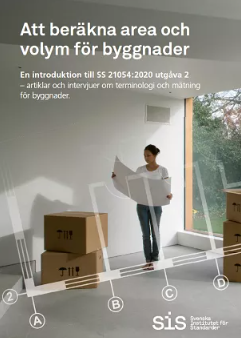 Att beräkna area och
volym för byggnader
En introduktion till SS 21054:2020 utgåva 2
– artiklar och intervjuer om terminologi och mätning
för byggnader.
2
A
B
C
D
sis
Svenska
institutet för
standarder